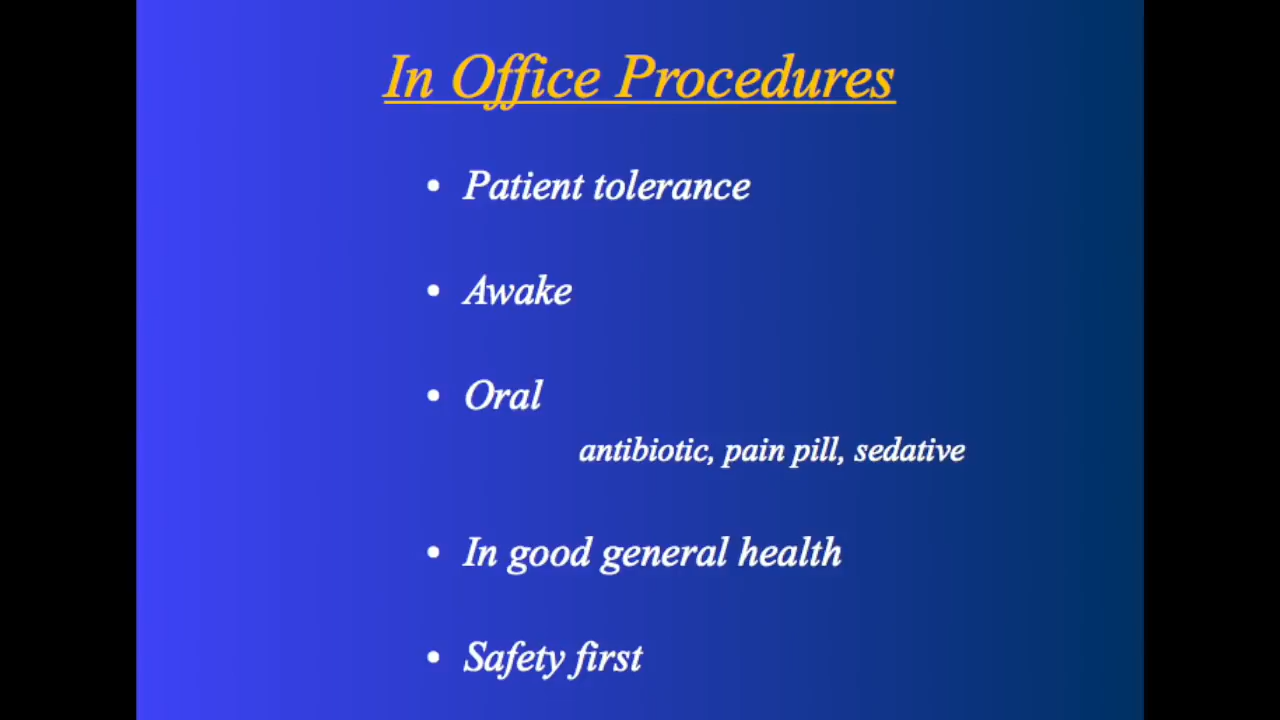 In Office Procedures
• Patient tolerance
• Awake
• Oral
antibiotic, pain pill, sedative
• In good general health
• Safety first